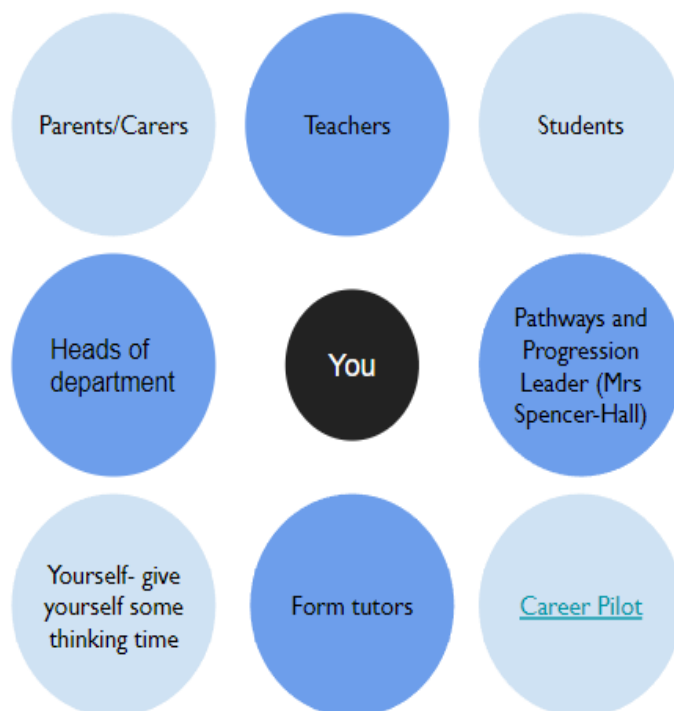 Parents/Carers
Teachers
Students
Heads of
department
You
Pathways and
Progression
Leader (Mrs
Spencer-Hall)
Yourself- give
yourself some
thinking time
Form tutors
Career Pilot